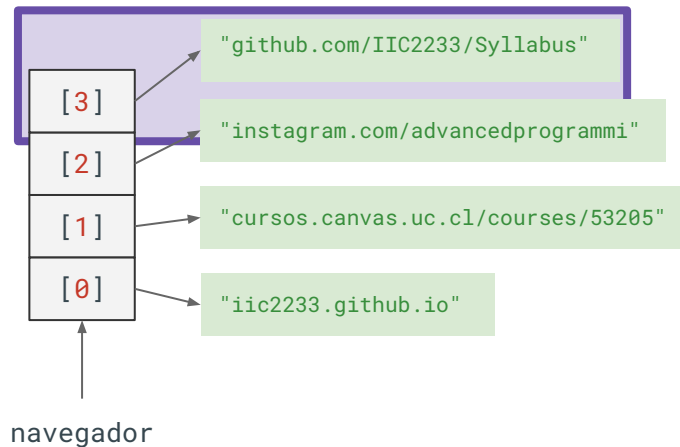 [3] "github.com/IIC2233/Syllabus"
[2] "instagram.com/advancedprogrammi"
[1] "cursos.canvas.uc.cl/courses/53205"
[0] "iic2233.github.io"
navegador